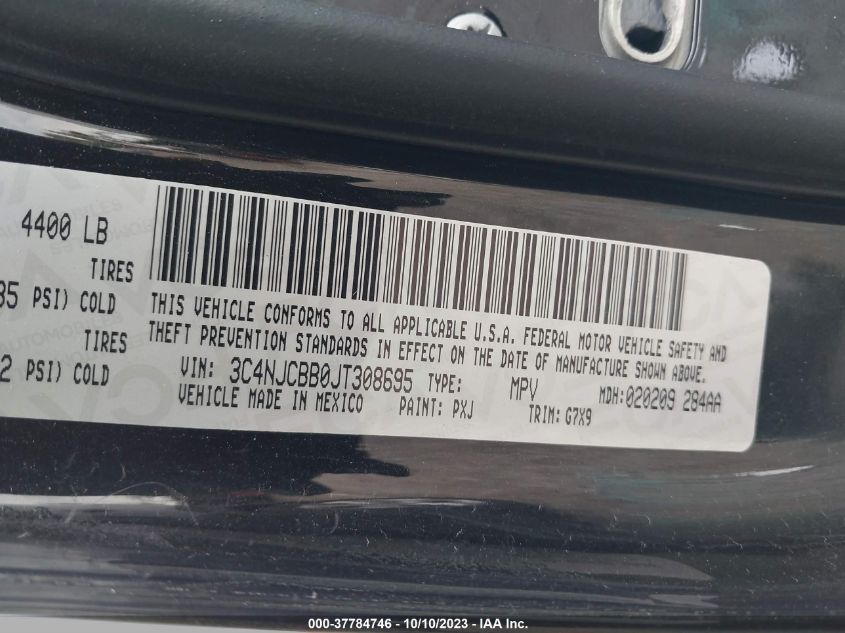 4400 LB
TIRES
PSI) COLD
TIRES
PSI) COLD
THIS VEHICLE CONFORMS TO ALL APPLICABLE U.S.A. FEDERAL MOTOR VEHICLE SAFETY AND
THEFT PREVENTION STANDARDS IN EFFECT ON THE DATE OF MANUFACTURE SHOWN ABOVE.
VIN: 3C4NJCBB0JT308695 TYPE: MPV MDH:020209 284AA
VEHICLE MADE IN MEXICO PAINT: PXJ TRIM: G7X9
000-37784746 - 10/10/2023 - © IAA Inc.